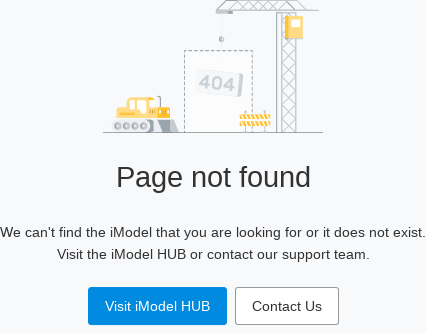 404
Page not found
We can't find the iModel that you are looking for or it does not exist.
Visit the iModel HUB or contact our support team.
Visit iModel HUB
Contact Us